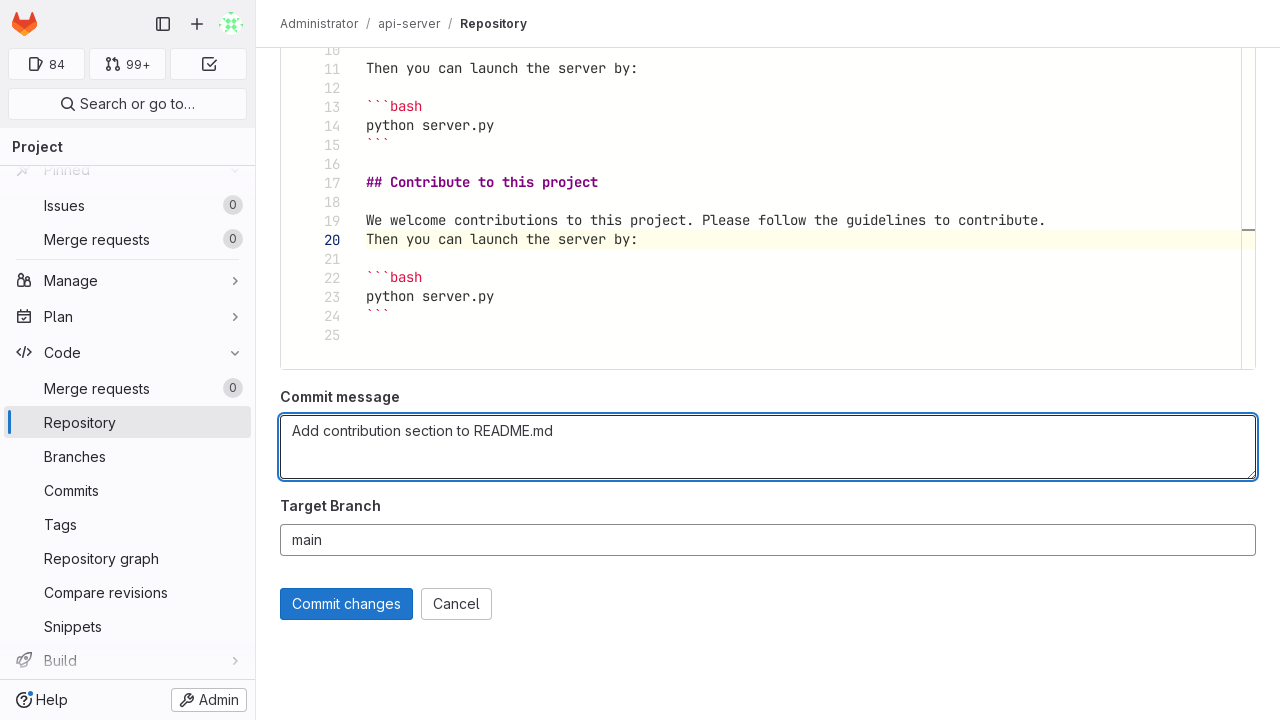 Administrator / api-server / Repository
84
99+
Search or go to…
Project
Pinned
Issues 0
Merge requests 0
Manage
Plan
Code
Merge requests 0
Repository
Branches
Commits
Tags
Repository graph
Compare revisions
Snippets
Build
Help
Admin
10
11 Then you can launch the server by:
12
13 ```bash
14 python server.py
15 ```
16
17 ## Contribute to this project
18
19 We welcome contributions to this project. Please follow the guidelines to contribute.
20 Then you can launch the server by:
21
22 ```bash
23 python server.py
24 ```
25
Commit message
Add contribution section to README.md
Target Branch
main
Commit changes
Cancel